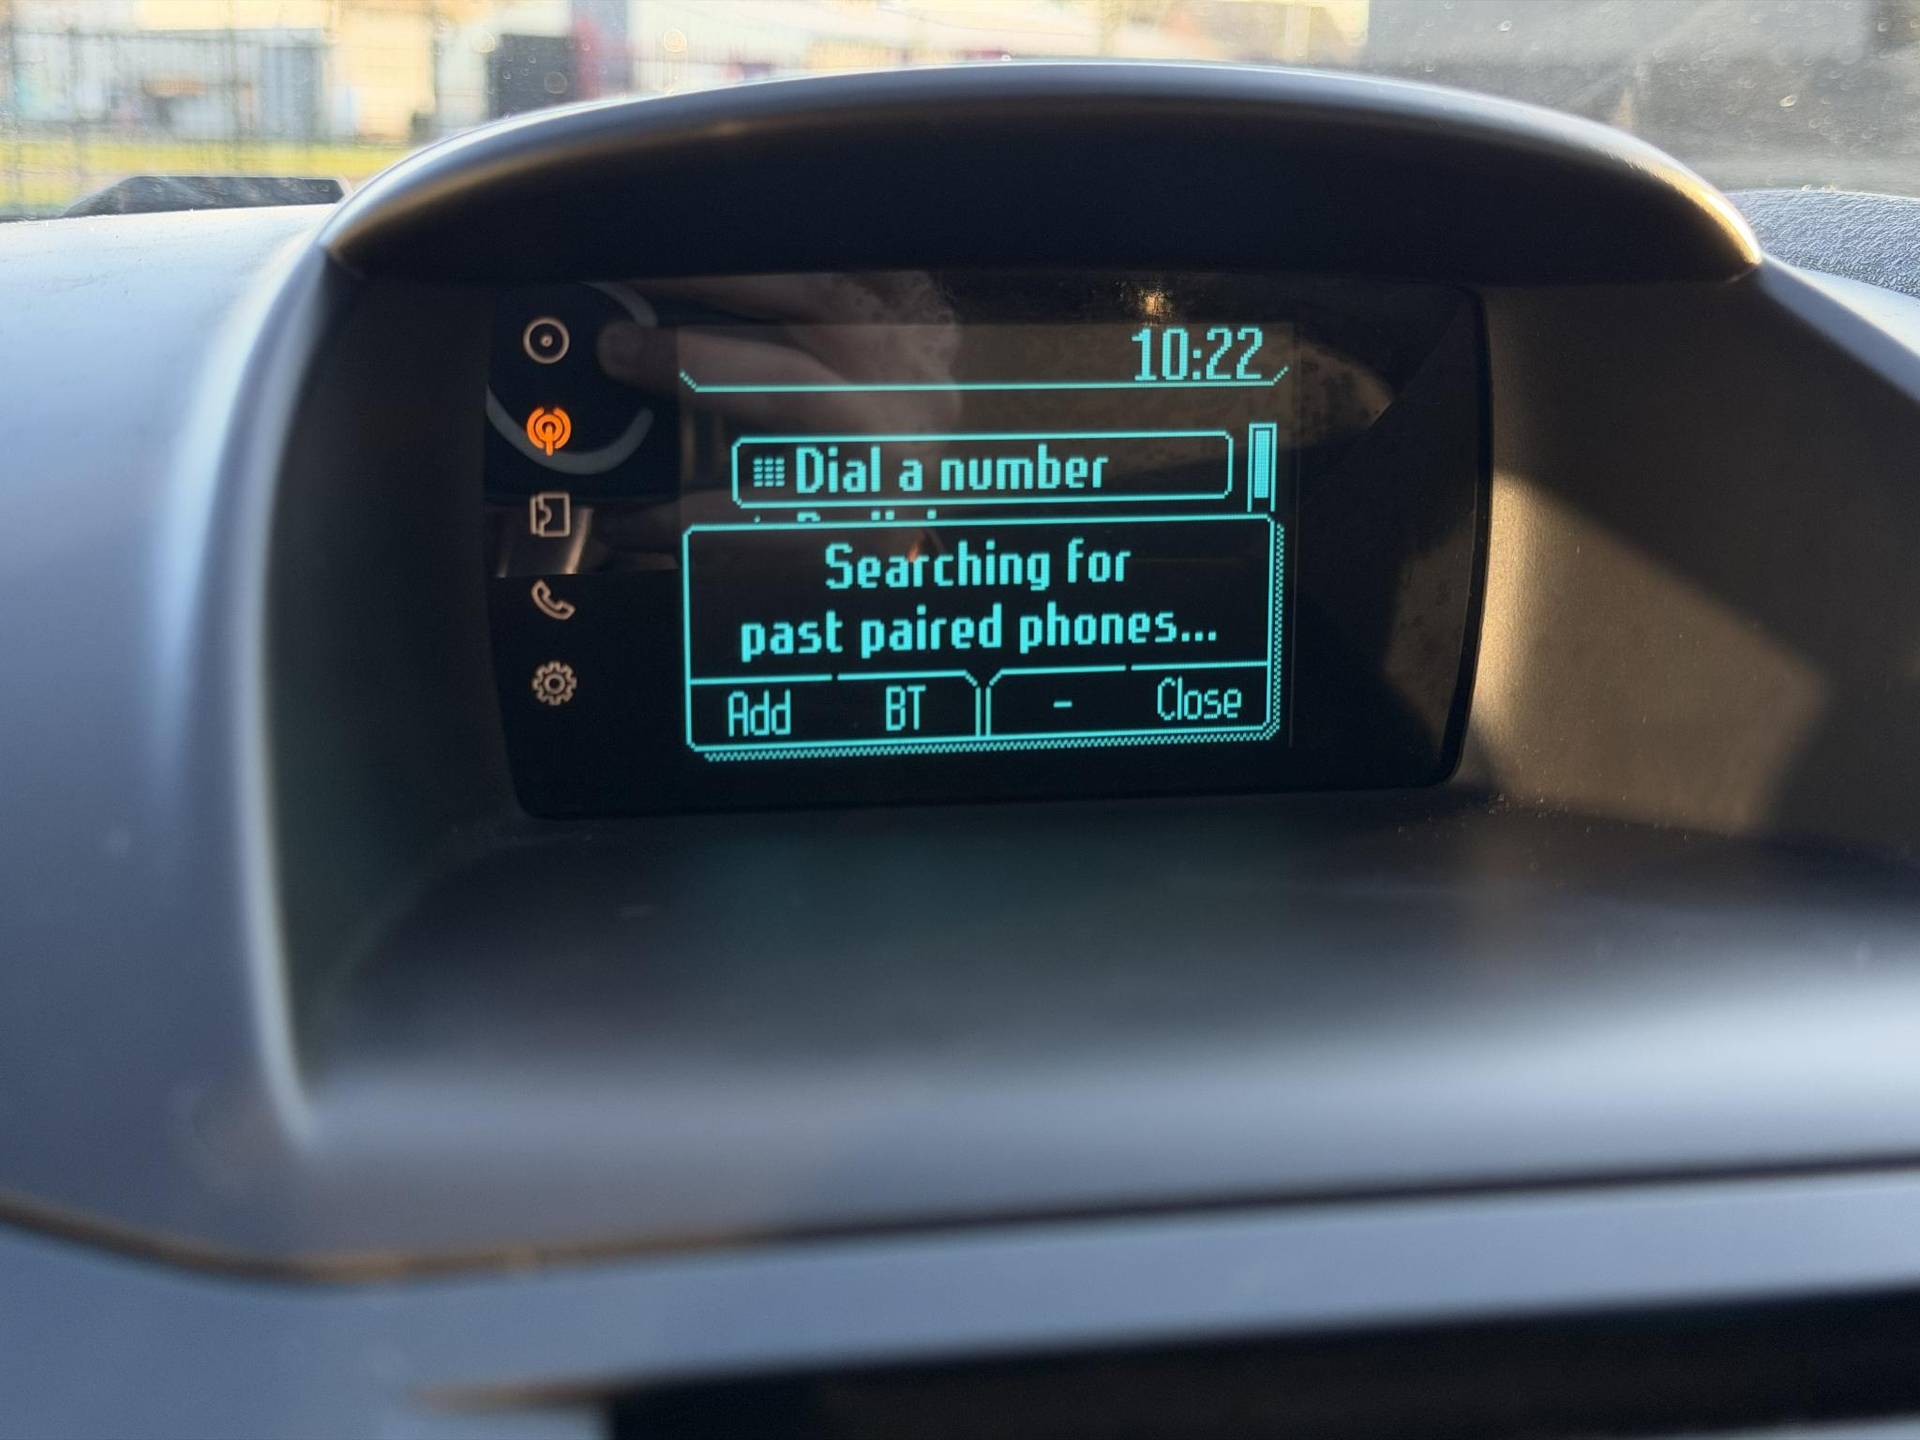 10:22
Dial a number
Searching for
past paired phones...
Add BT - Close